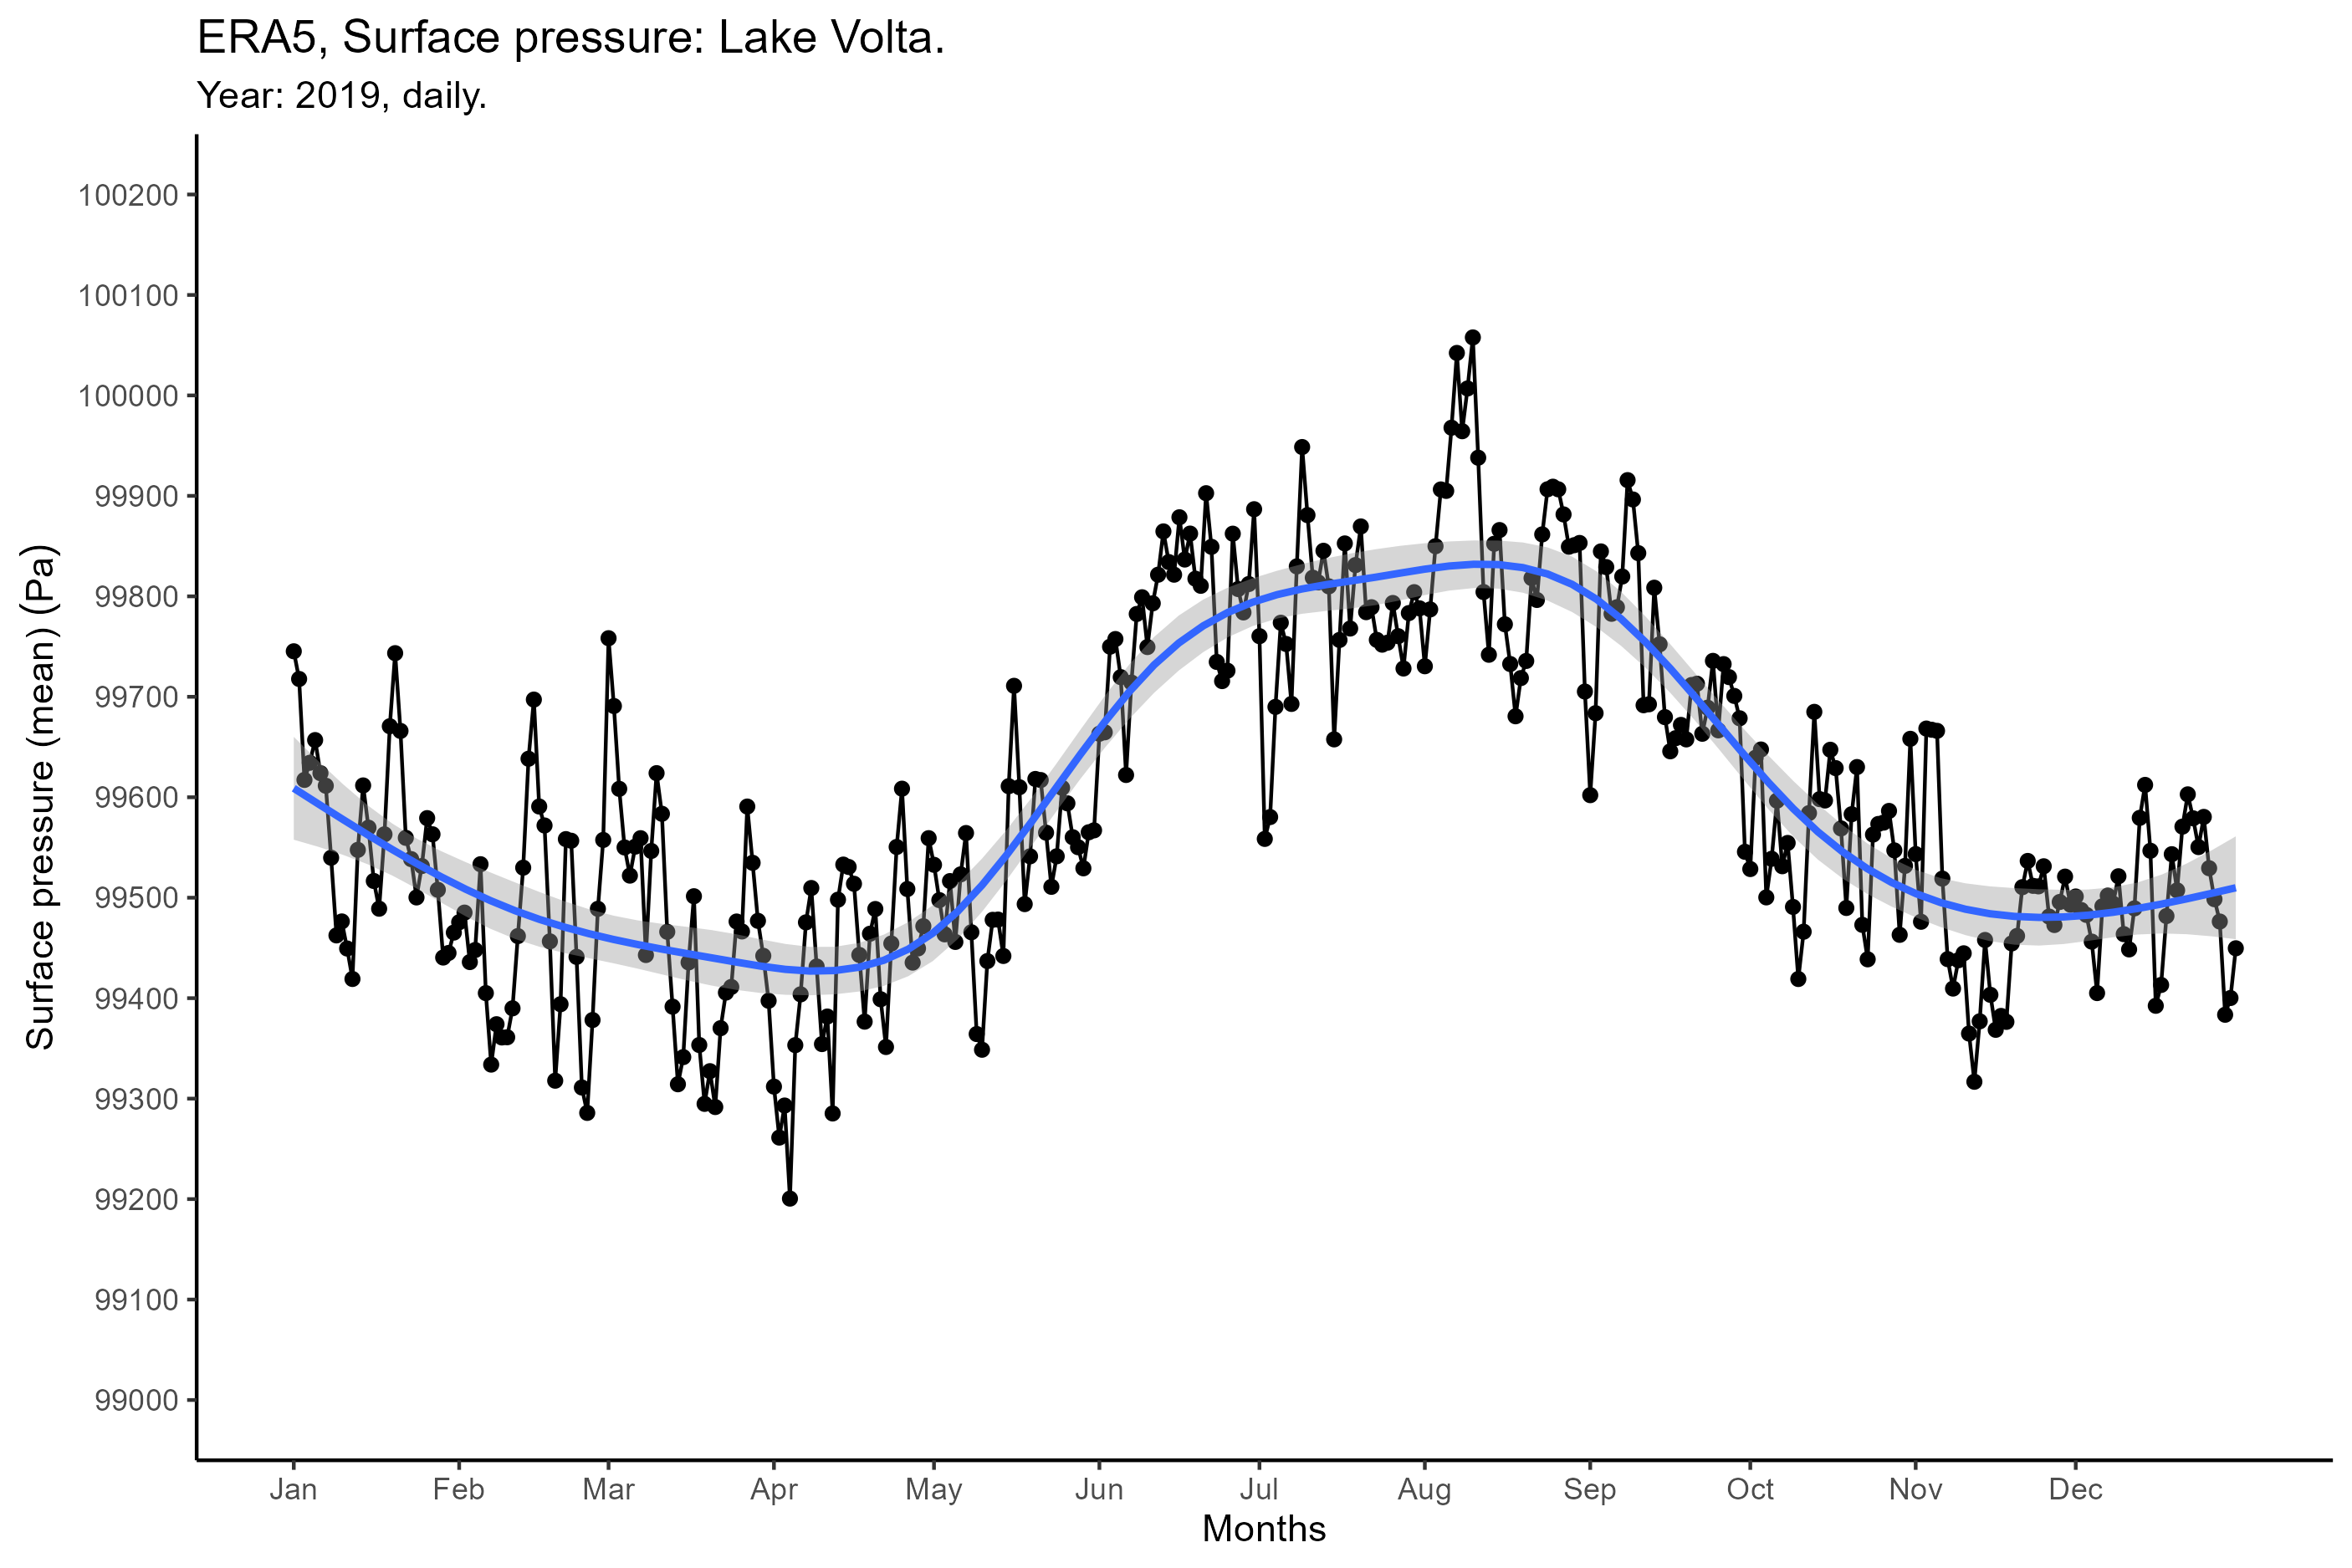 ERA5, Surface pressure: Lake Volta.
Year: 2019, daily.
Surface pressure (mean) (Pa)
100200
100100
100000
99900
99800
99700
99600
99500
99400
99300
99200
99100
99000
Jan Feb Mar Apr May Jun Jul Aug Sep Oct Nov Dec
Months